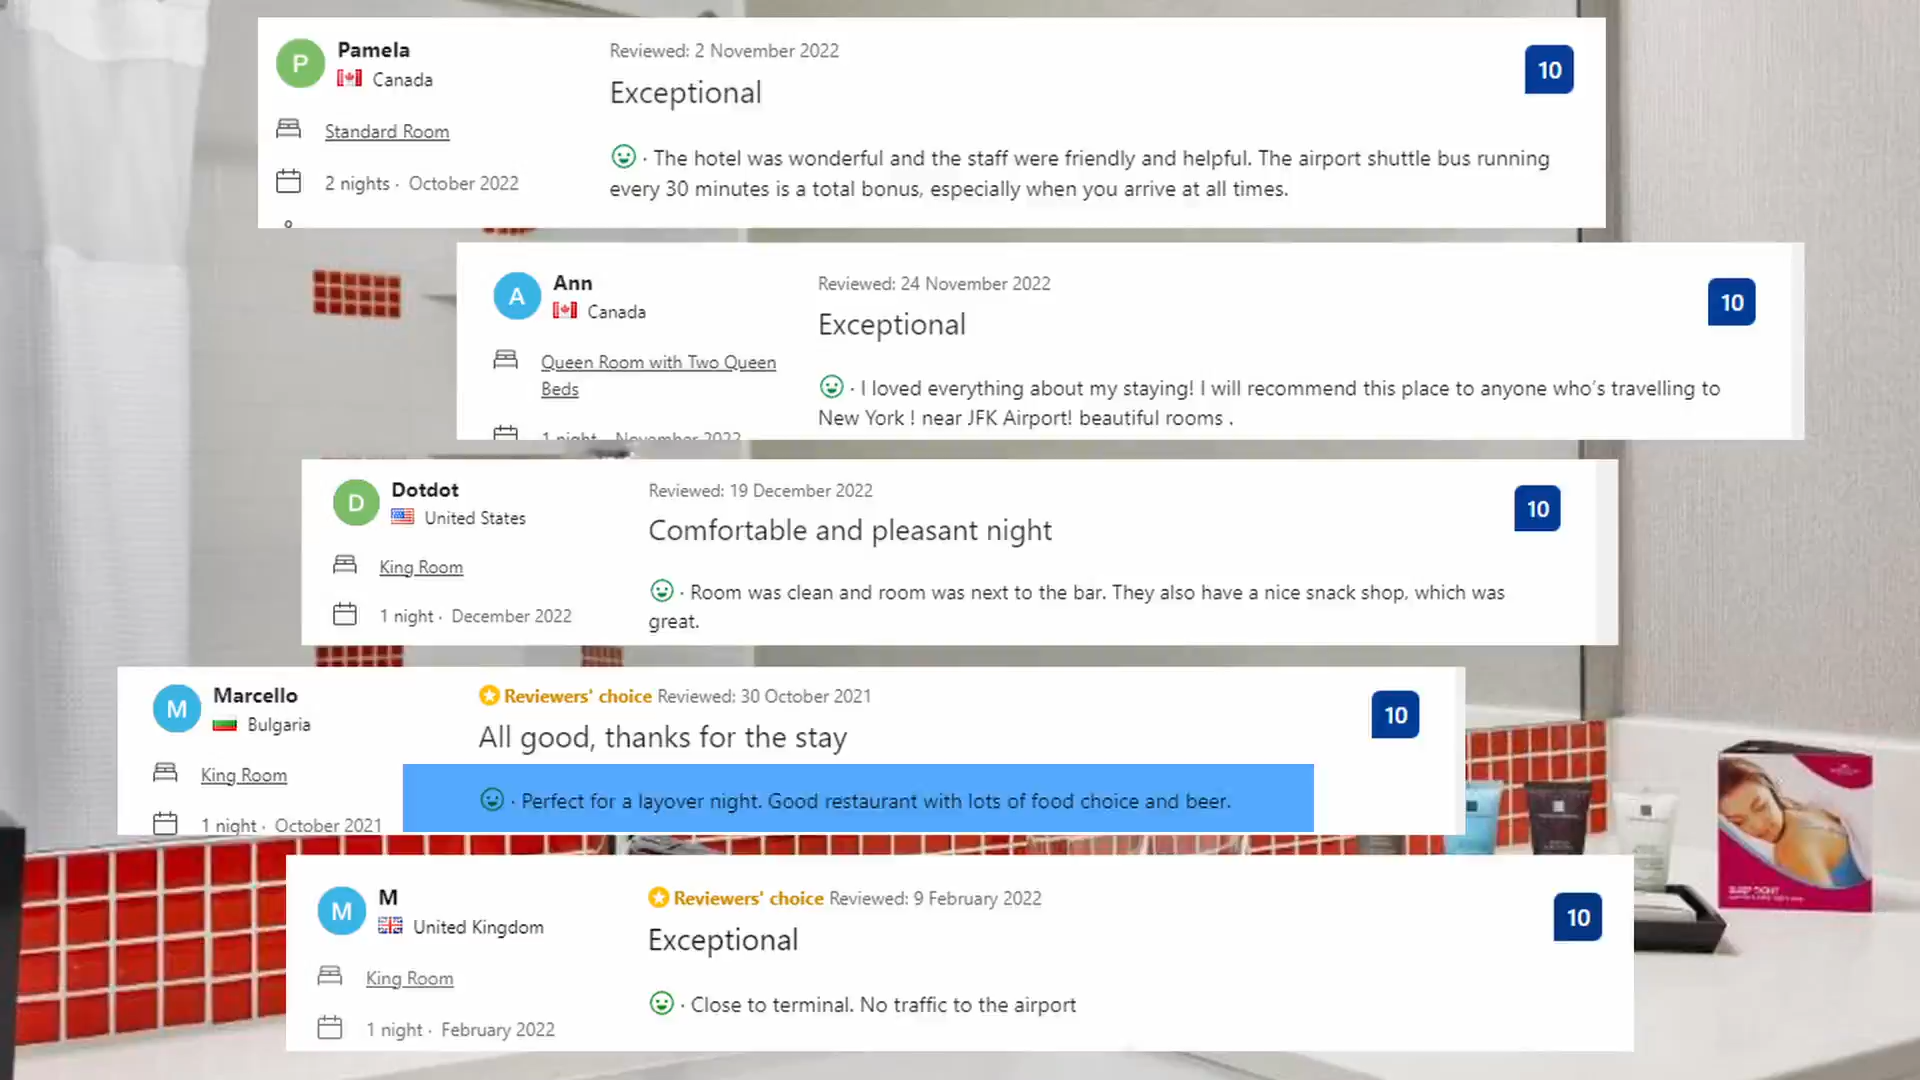 P
Pamela
Canada
Standard Room
2 nights · October 2022
Reviewed: 2 November 2022
Exceptional
10
· The hotel was wonderful and the staff were friendly and helpful. The airport shuttle bus running
every 30 minutes is a total bonus, especially when you arrive at all times.
A
Ann
Canada
Queen Room with Two Queen
Beds
1 night · November 2022
Reviewed: 24 November 2022
Exceptional
10
· I loved everything about my staying! I will recommend this place to anyone who's travelling to
New York ! near JFK Airport! beautiful rooms .
D
Dotdot
United States
King Room
1 night · December 2022
Reviewed: 19 December 2022
Comfortable and pleasant night
10
· Room was clean and room was next to the bar. They also have a nice snack shop, which was
great.
M
Marcello
Bulgaria
King Room
1 night · October 2021
Reviewers' choice Reviewed: 30 October 2021
All good, thanks for the stay
10
· Perfect for a layover night. Good restaurant with lots of food choice and beer.
M
M
United Kingdom
King Room
1 night · February 2022
Reviewers' choice Reviewed: 9 February 2022
Exceptional
10
· Close to terminal. No traffic to the airport